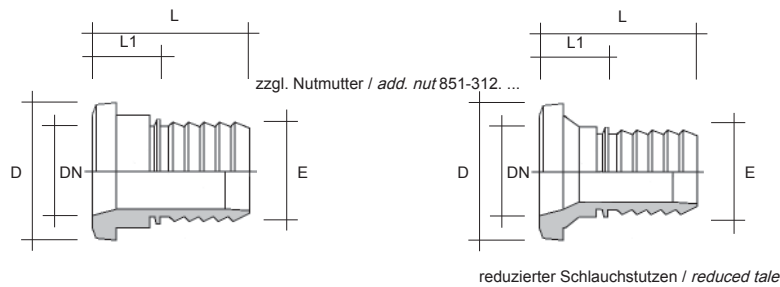 L
L
L1
L1
zzgl. Nutmutter / add. nut 851-312. ...
D
DN
E
D
DN
E
reduzierter Schlauchstutzen / reduced tale